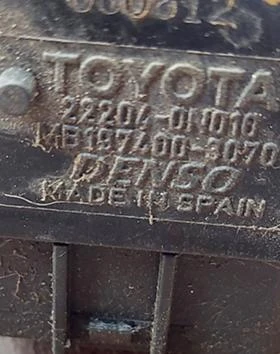 TOYOTA
22204-0N010
MB197400-3070
DENSO
MADE IN SPAIN